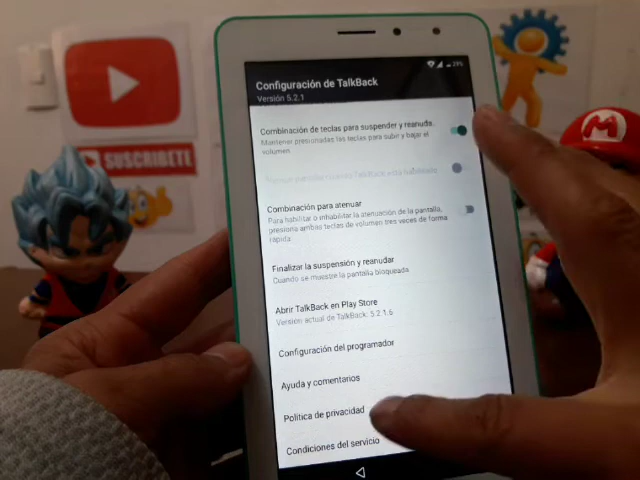 29%
Configuración de TalkBack
Versión 5.2.1
Combinación de teclas para suspender y reanuda..
Mantener presionadas las teclas para subir y bajar el
volumen.
SUSCRIBETE
M
Combinación para atenuar
Para habilitar o inhabilitar la atenuación de la pantalla,
presiona ambas teclas de volumen tres veces de forma
rápida
Finalizar la suspensión y reanudar
Cuando se muestre la pantalla bloqueada
Abrir TalkBack en Play Store
Versión actual de TalkBack: 5.2.1.6
Configuración del programador
Ayuda y comentarios
Política de privacidad
Condiciones del servicio